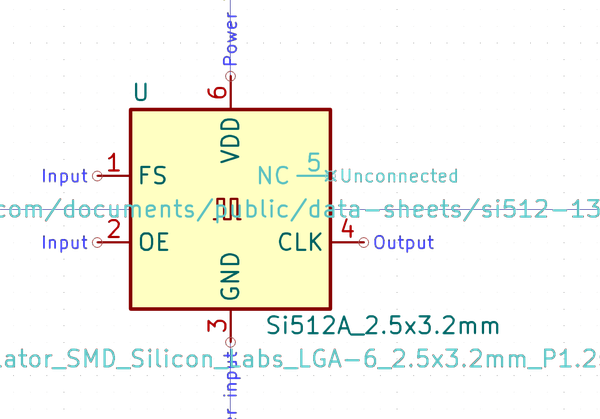 Power
6
U
VDD
Input 1 FS
NC 5 Unconnected
com/documents/public/data-sheets/si512-13
Input 2 OE
CLK 4 Output
GND
3
Si512A_2.5x3.2mm
lator_SMD_Silicon_Labs_LGA-6_2.5x3.2mm_P1.2
r input